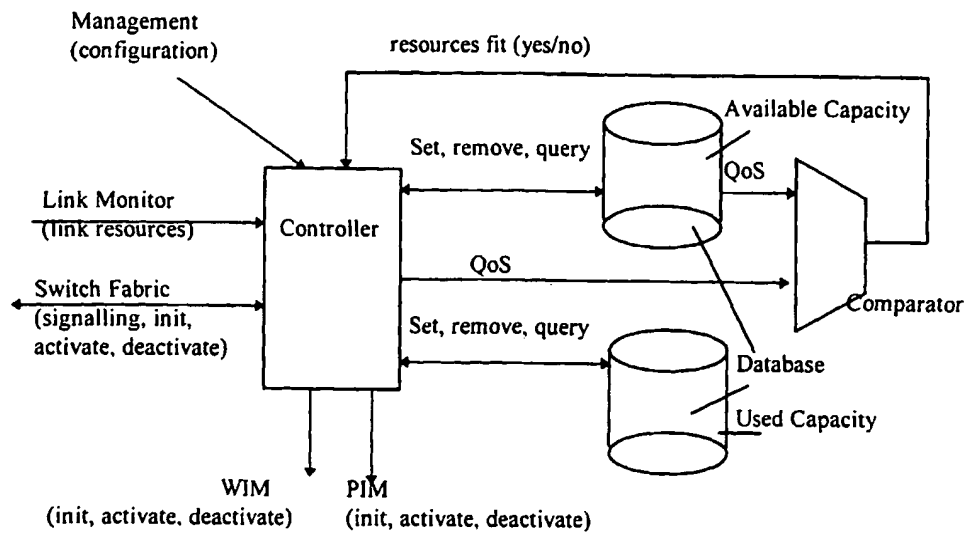 Management
(configuration)
resources fit (yes/no)
Available Capacity
Set, remove, query
QoS
Link Monitor
(link resources)
Controller
QoS
Switch Fabric
(signalling, init,
activate, deactivate)
Comparator
Set, remove, query
Database
Used Capacity
WIM
(init, activate, deactivate)
PIM
(init, activate, deactivate)